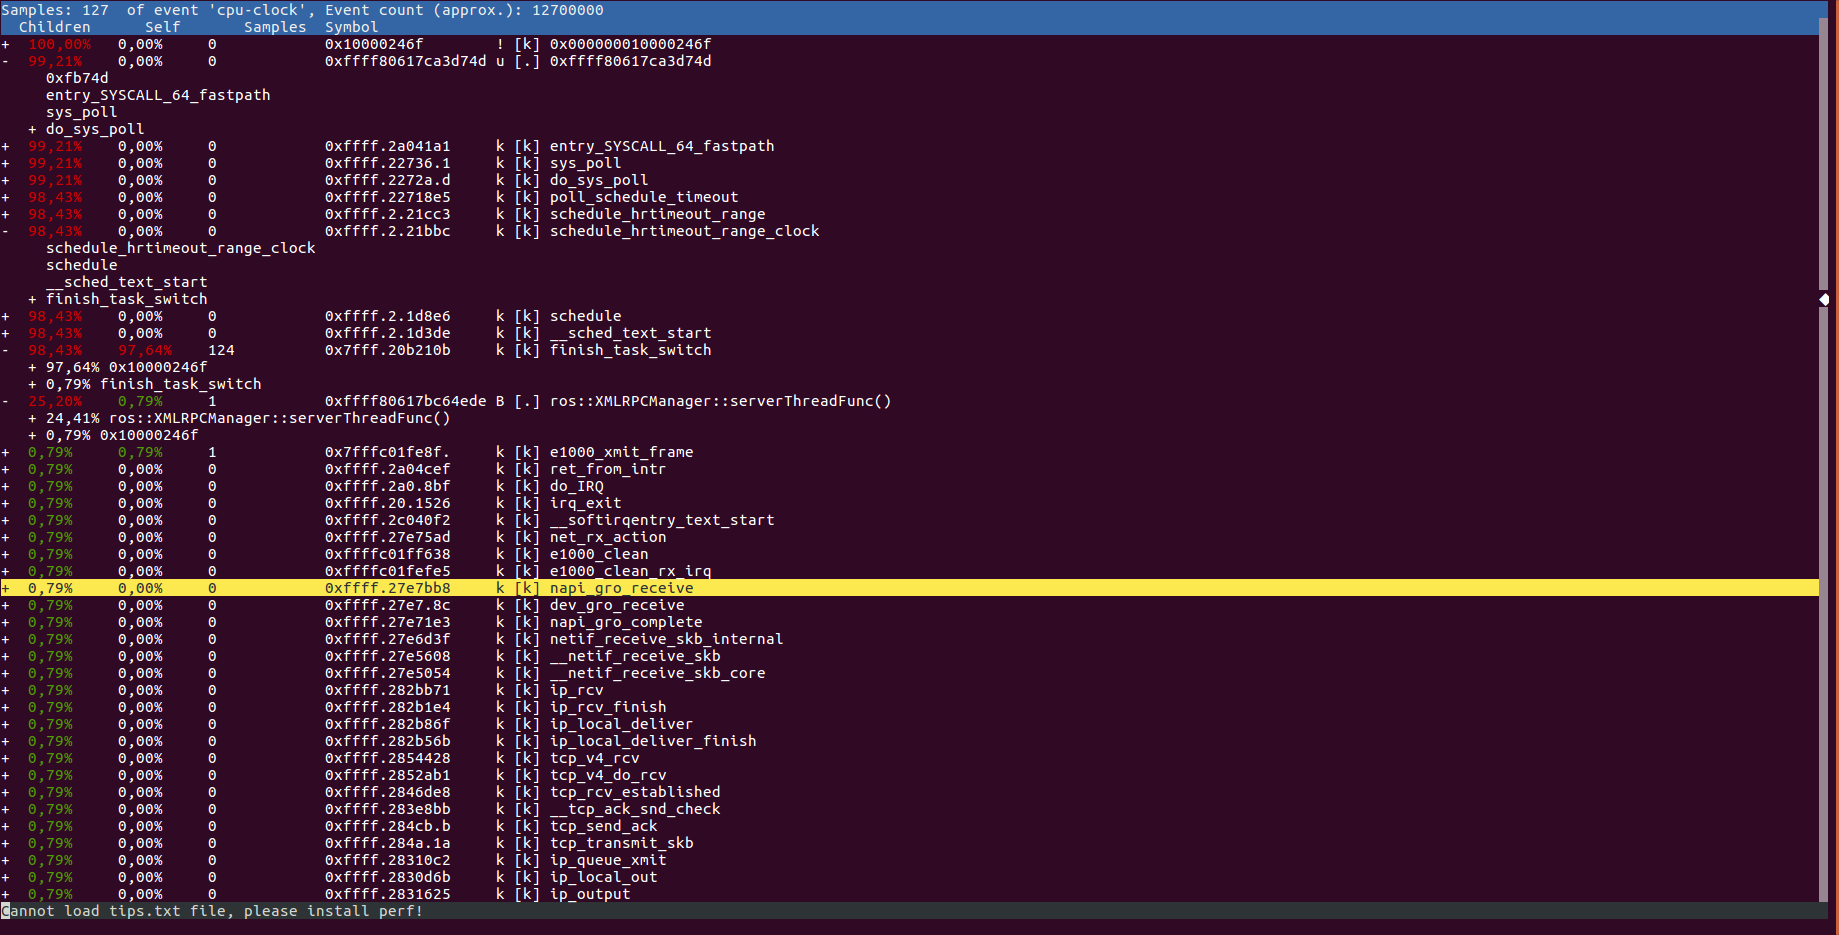 Samples: 127  of event 'cpu-clock', Event count (approx.): 12700000
  Children      Self       Samples  Symbol
+  100,00%   0,00%     0            0x10000246f        ! [k] 0x000000010000246f
-  99,21%    0,00%     0            0xffff80617ca3d74d u [.] 0xffff80617ca3d74d
     0xfb74d
     entry_SYSCALL_64_fastpath
     sys_poll
   + do_sys_poll
+  99,21%    0,00%     0            0xffff.2a041a1     k [k] entry_SYSCALL_64_fastpath
+  99,21%    0,00%     0            0xffff.22736.1     k [k] sys_poll
+  99,21%    0,00%     0            0xffff.2272a.d     k [k] do_sys_poll
+  98,43%    0,00%     0            0xffff.22718e5     k [k] poll_schedule_timeout
+  98,43%    0,00%     0            0xffff.2.21cc3     k [k] schedule_hrtimeout_range
-  98,43%    0,00%     0            0xffff.2.21bbc     k [k] schedule_hrtimeout_range_clock
     schedule_hrtimeout_range_clock
     schedule
     __sched_text_start
   + finish_task_switch
+  98,43%    0,00%     0            0xffff.2.1d8e6     k [k] schedule
+  98,43%    0,00%     0            0xffff.2.1d3de     k [k] __sched_text_start
-  98,43%    97,64%    124          0x7fff.20b210b     k [k] finish_task_switch
   + 97,64% 0x10000246f
   + 0,79% finish_task_switch
-  25,20%    0,79%     1            0xffff80617bc64ede B [.] ros::XMLRPCManager::serverThreadFunc()
   + 24,41% ros::XMLRPCManager::serverThreadFunc()
   + 0,79% 0x10000246f
+  0,79%     0,79%     1            0x7fffc01fe8f.     k [k] e1000_xmit_frame
+  0,79%     0,00%     0            0xffff.2a04cef     k [k] ret_from_intr
+  0,79%     0,00%     0            0xffff.2a0.8bf     k [k] do_IRQ
+  0,79%     0,00%     0            0xffff.20.1526     k [k] irq_exit
+  0,79%     0,00%     0            0xffff.2c040f2     k [k] __softirqentry_text_start
+  0,79%     0,00%     0            0xffff.27e75ad     k [k] net_rx_action
+  0,79%     0,00%     0            0xffffc01ff638     k [k] e1000_clean
+  0,79%     0,00%     0            0xffffc01fefe5     k [k] e1000_clean_rx_irq
+  0,79%     0,00%     0            0xffff.27e7bb8     k [k] napi_gro_receive
+  0,79%     0,00%     0            0xffff.27e7.8c     k [k] dev_gro_receive
+  0,79%     0,00%     0            0xffff.27e71e3     k [k] napi_gro_complete
+  0,79%     0,00%     0            0xffff.27e6d3f     k [k] netif_receive_skb_internal
+  0,79%     0,00%     0            0xffff.27e5608     k [k] __netif_receive_skb
+  0,79%     0,00%     0            0xffff.27e5054     k [k] __netif_receive_skb_core
+  0,79%     0,00%     0            0xffff.282bb71     k [k] ip_rcv
+  0,79%     0,00%     0            0xffff.282b1e4     k [k] ip_rcv_finish
+  0,79%     0,00%     0            0xffff.282b86f     k [k] ip_local_deliver
+  0,79%     0,00%     0            0xffff.282b56b     k [k] ip_local_deliver_finish
+  0,79%     0,00%     0            0xffff.2854428     k [k] tcp_v4_rcv
+  0,79%     0,00%     0            0xffff.2852ab1     k [k] tcp_v4_do_rcv
+  0,79%     0,00%     0            0xffff.2846de8     k [k] tcp_rcv_established
+  0,79%     0,00%     0            0xffff.283e8bb     k [k] __tcp_ack_snd_check
+  0,79%     0,00%     0            0xffff.284cb.b     k [k] tcp_send_ack
+  0,79%     0,00%     0            0xffff.284a.1a     k [k] tcp_transmit_skb
+  0,79%     0,00%     0            0xffff.28310c2     k [k] ip_queue_xmit
+  0,79%     0,00%     0            0xffff.2830d6b     k [k] ip_local_out
+  0,79%     0,00%     0            0xffff.2831625     k [k] ip_output
Cannot load tips.txt file, please install perf!